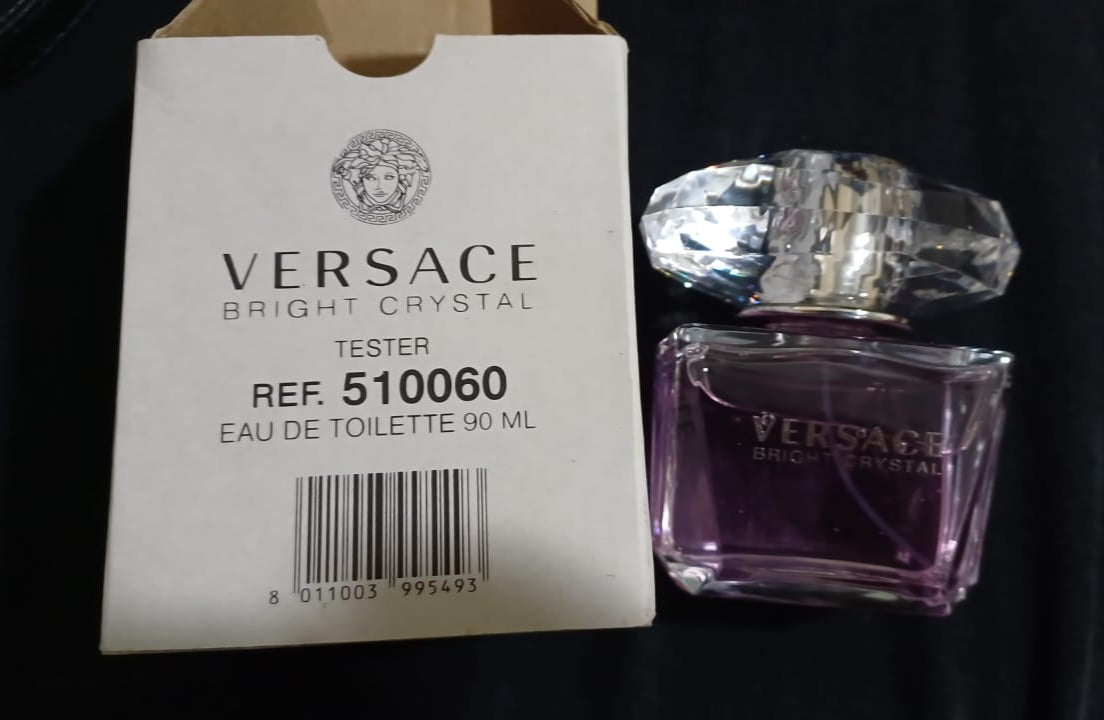 VERSACE
BRIGHT CRYSTAL
TESTER
REF. 510060
EAU DE TOILETTE 90 ML
8 011003 995493
VERSACE
BRIGHT CRYSTAL